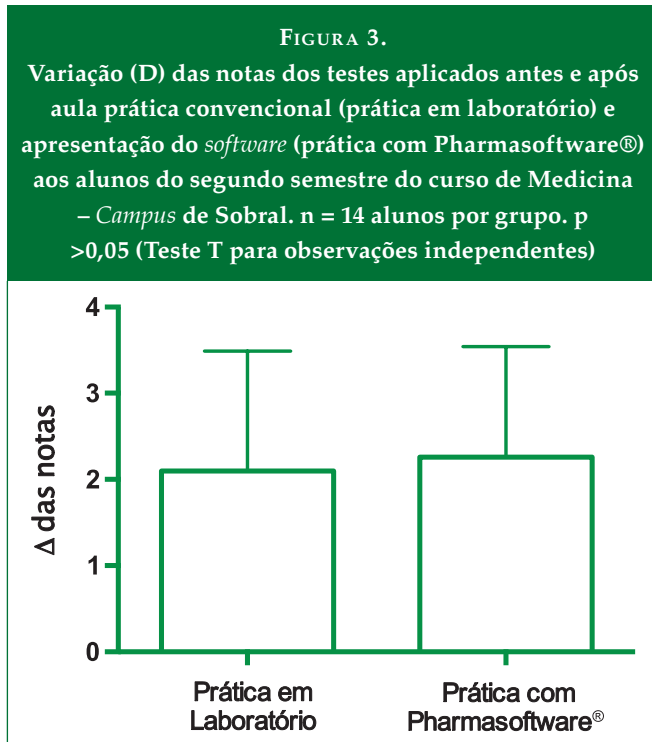 FIGURA 3.
Variação (D) das notas dos testes aplicados antes e após
aula prática convencional (prática em laboratório) e
apresentação do software (prática com Pharmasoftware®)
aos alunos do segundo semestre do curso de Medicina
– Campus de Sobral. n = 14 alunos por grupo. p
>0,05 (Teste T para observações independentes)
4
3
2
1
0
Δ das notas
Prática em
Laboratório
Prática com
Pharmasoftware®